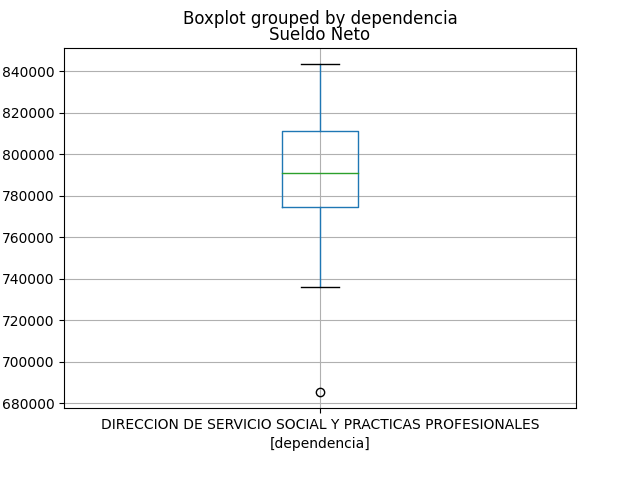 Boxplot grouped by dependencia
Sueldo Neto
840000
820000
800000
780000
760000
740000
720000
700000
680000
DIRECCION DE SERVICIO SOCIAL Y PRACTICAS PROFESIONALES
[dependencia]